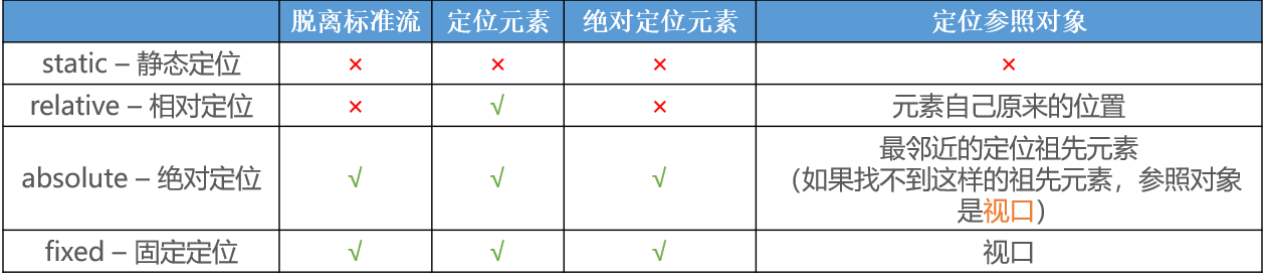 脱离标准流 定位元素 绝对定位元素 定位参照对象
static – 静态定位 × × × ×
relative – 相对定位 × √ × 元素自己原来的位置
absolute – 绝对定位 √ √ √ 最邻近的定位祖先元素
（如果找不到这样的祖先元素，参照对象
是视口）
fixed – 固定定位 √ √ √ 视口